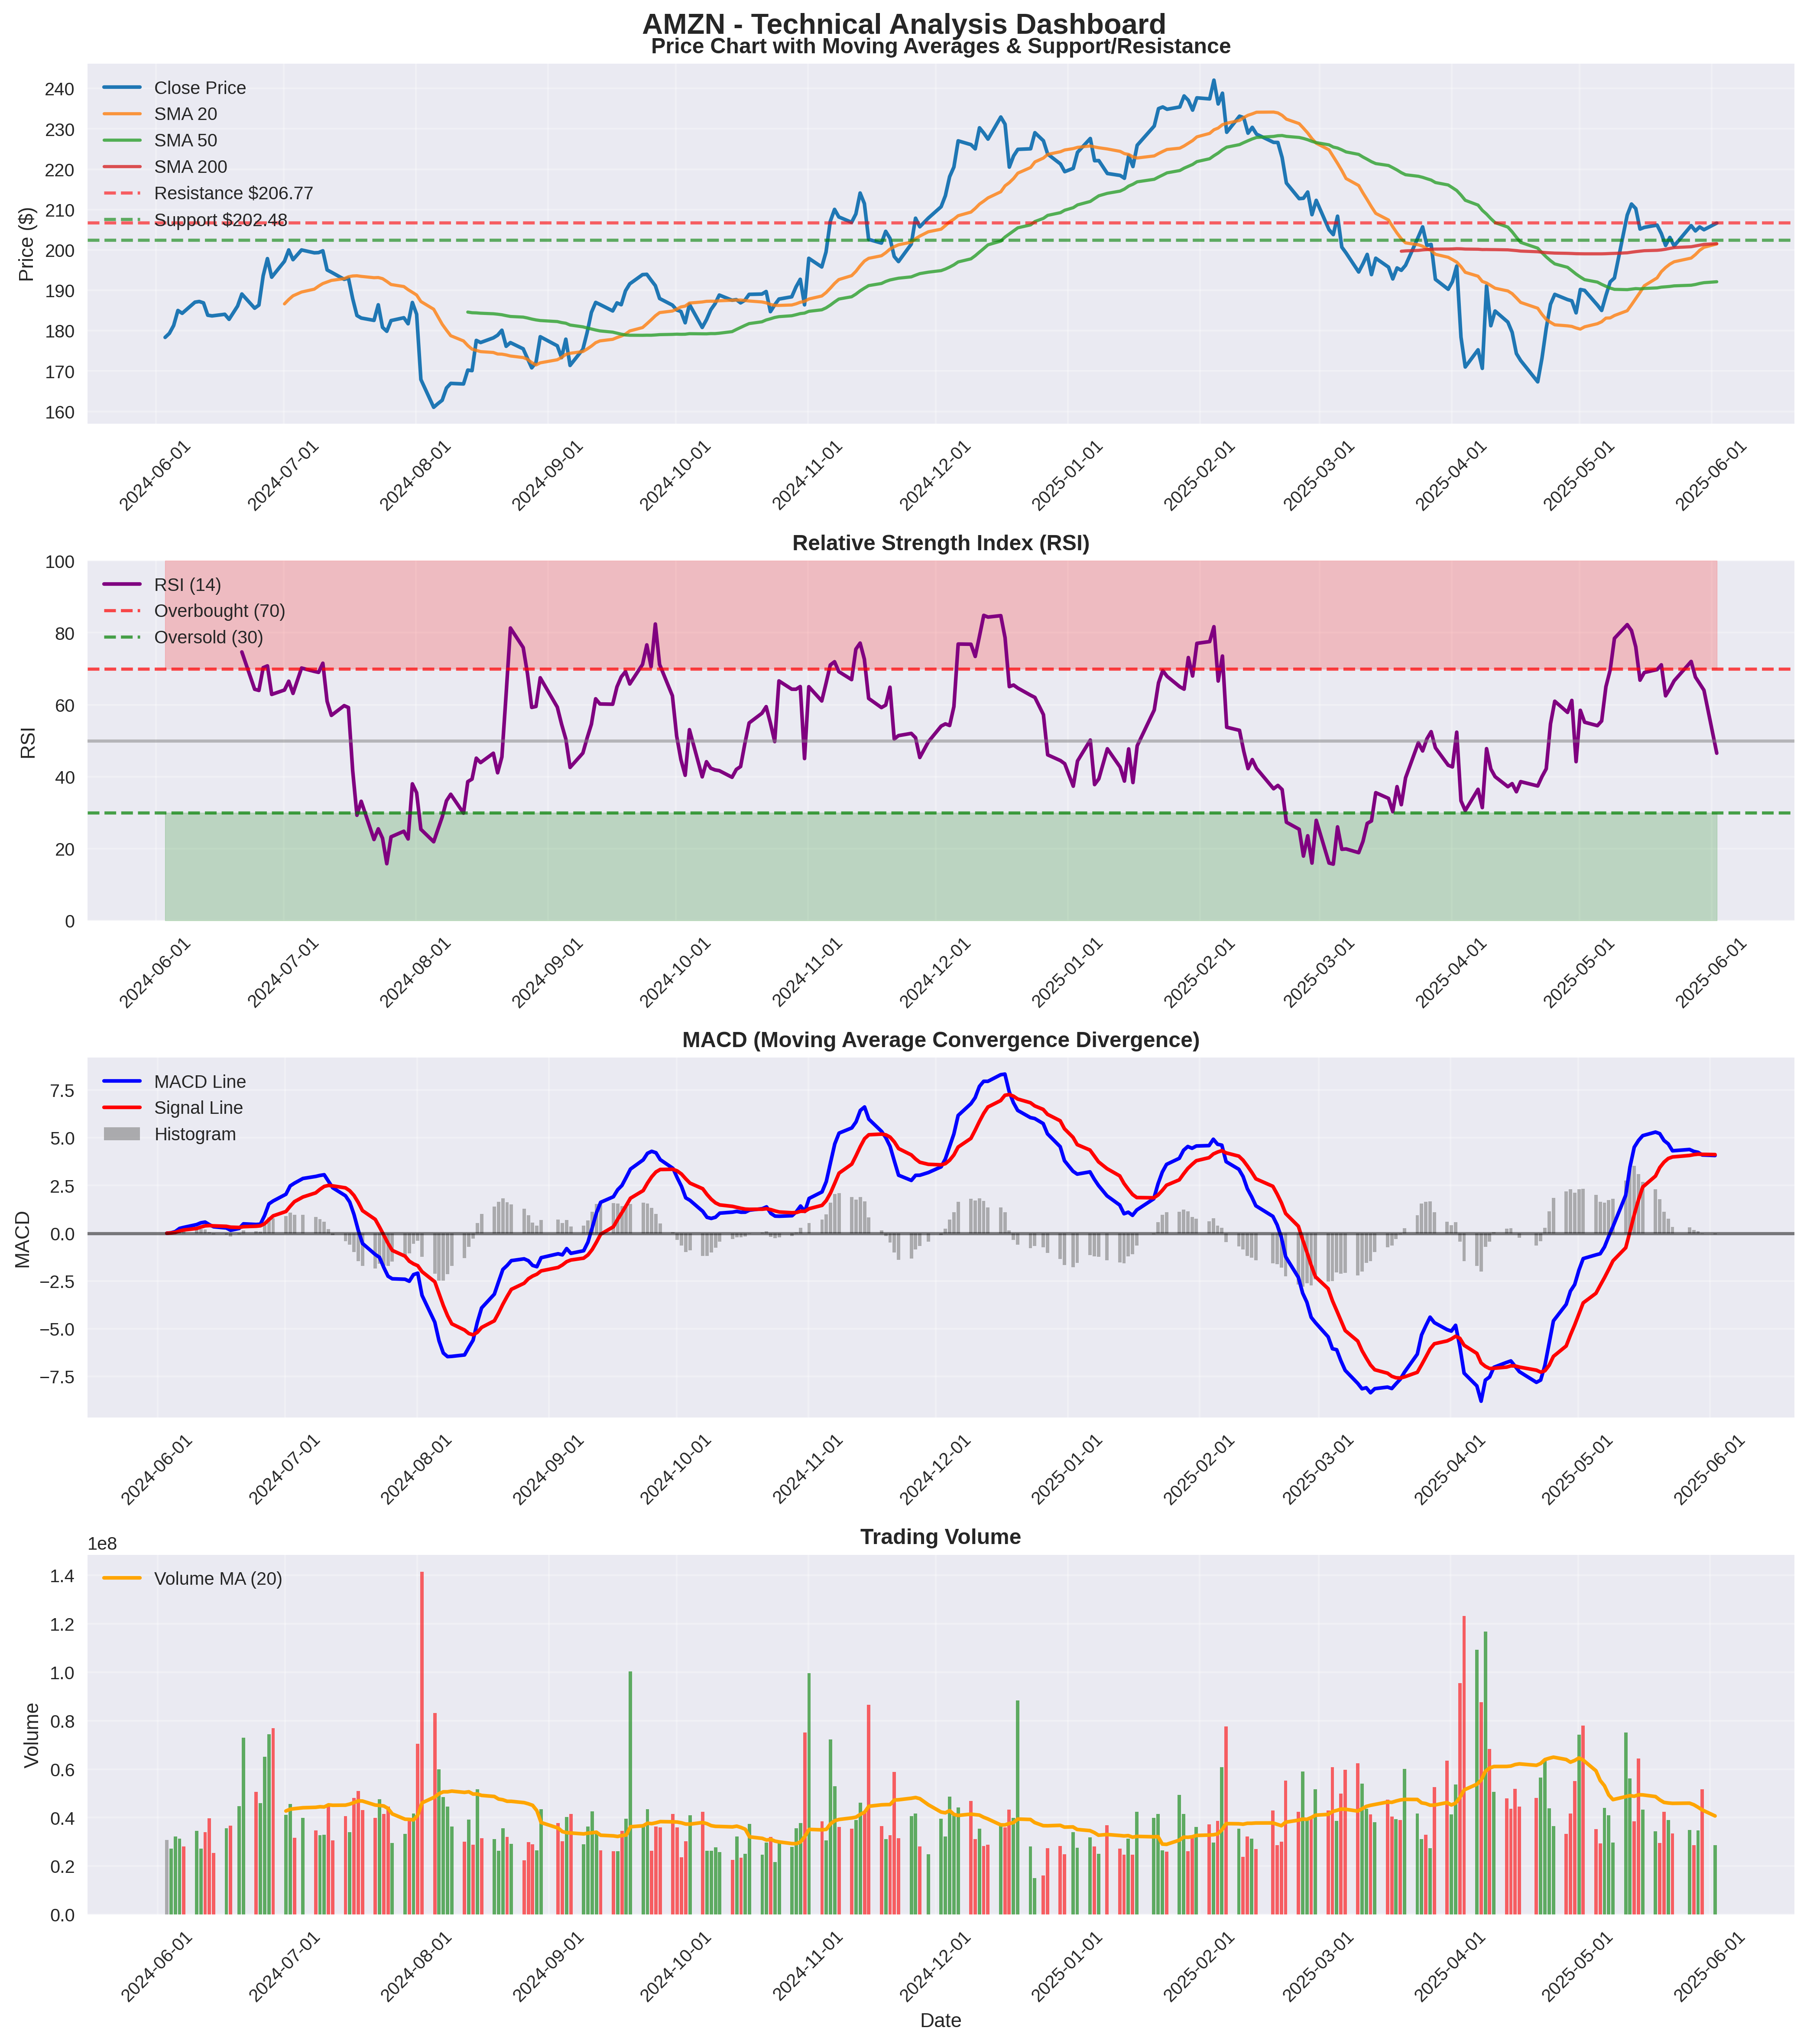 AMZN - Technical Analysis Dashboard
Price Chart with Moving Averages & Support/Resistance
Close Price
SMA 20
SMA 50
SMA 200
Resistance $206.77
Support $202.48
Price ($)
240
230
220
210
200
190
180
170
160
2024-06-01 2024-07-01 2024-08-01 2024-09-01 2024-10-01 2024-11-01 2024-12-01 2025-01-01 2025-02-01 2025-03-01 2025-04-01 2025-05-01 2025-06-01
Relative Strength Index (RSI)
RSI (14)
Overbought (70)
Oversold (30)
RSI
100
80
60
40
20
0
2024-06-01 2024-07-01 2024-08-01 2024-09-01 2024-10-01 2024-11-01 2024-12-01 2025-01-01 2025-02-01 2025-03-01 2025-04-01 2025-05-01 2025-06-01
MACD (Moving Average Convergence Divergence)
MACD Line
Signal Line
Histogram
MACD
7.5
5.0
2.5
0.0
−2.5
−5.0
−7.5
2024-06-01 2024-07-01 2024-08-01 2024-09-01 2024-10-01 2024-11-01 2024-12-01 2025-01-01 2025-02-01 2025-03-01 2025-04-01 2025-05-01 2025-06-01
Trading Volume
1e8
Volume MA (20)
Volume
1.4
1.2
1.0
0.8
0.6
0.4
0.2
0.0
2024-06-01 2024-07-01 2024-08-01 2024-09-01 2024-10-01 2024-11-01 2024-12-01 2025-01-01 2025-02-01 2025-03-01 2025-04-01 2025-05-01 2025-06-01
Date